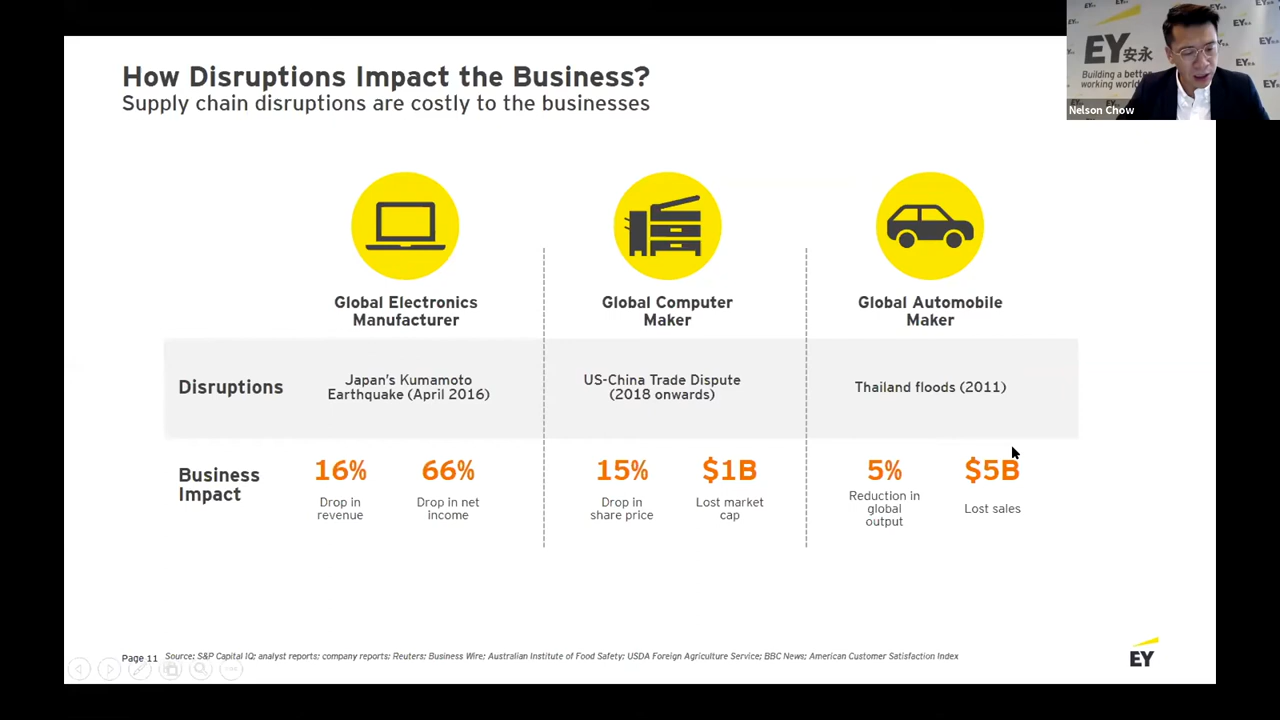 How Disruptions Impact the Business?
Supply chain disruptions are costly to the businesses
Global Electronics
Manufacturer
Global Computer
Maker
Global Automobile
Maker
Disruptions
Japan's Kumamoto
Earthquake (April 2016)
US-China Trade Dispute
(2018 onwards)
Thailand floods (2011)
Business
Impact
16%
Drop in
revenue
66%
Drop in net
income
15%
Drop in
share price
$1B
Lost market
cap
5%
Reduction in
global
output
$5B
Lost sales
Page 11
Source: S&P Capital IQ; analyst reports; company reports; Reuters; Business Wire; Australian Institute of Food Safety; USDA Foreign Agriculture Service; BBC News; American Customer Satisfaction Index
EY
EY安永
Building a bette
working world
Nelson Chow